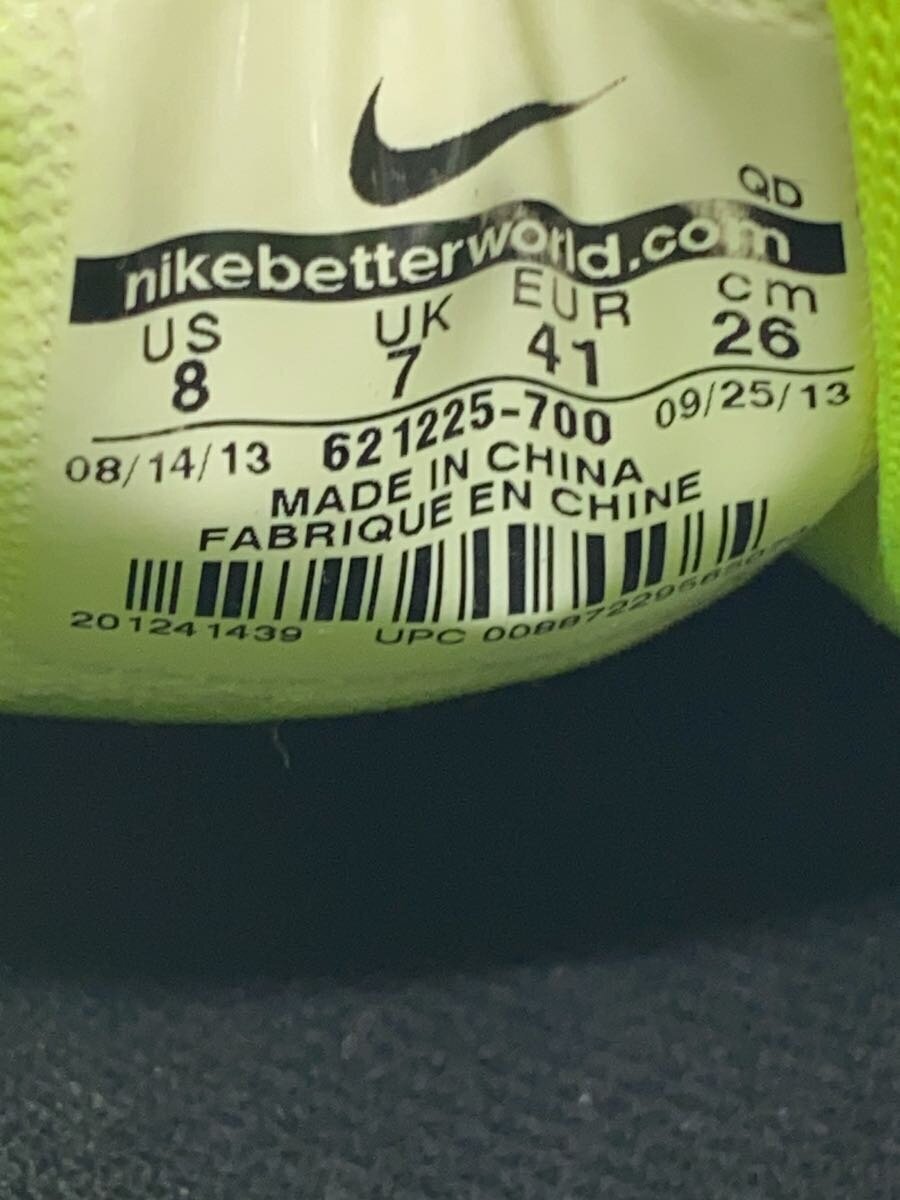 QD
nikebetterworld.com
US UK EUR cm
8 7 41 26
08/14/13 621225-700 09/25/13
MADE IN CHINA
FABRIQUE EN CHINE
201241439 UPC